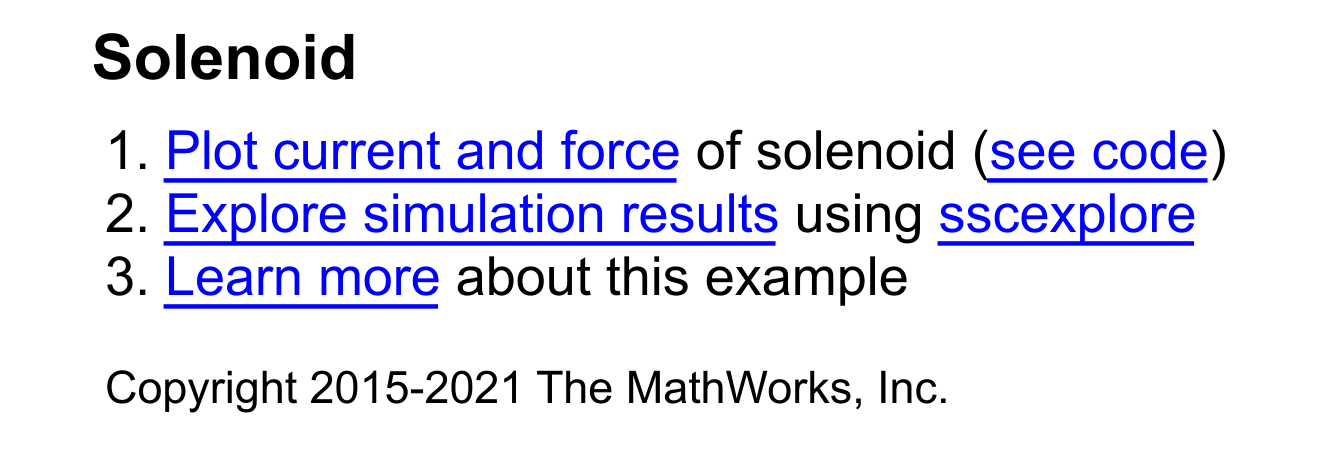 Solenoid
1. Plot current and force of solenoid (see code)
2. Explore simulation results using sscexplore
3. Learn more about this example
Copyright 2015-2021 The MathWorks, Inc.